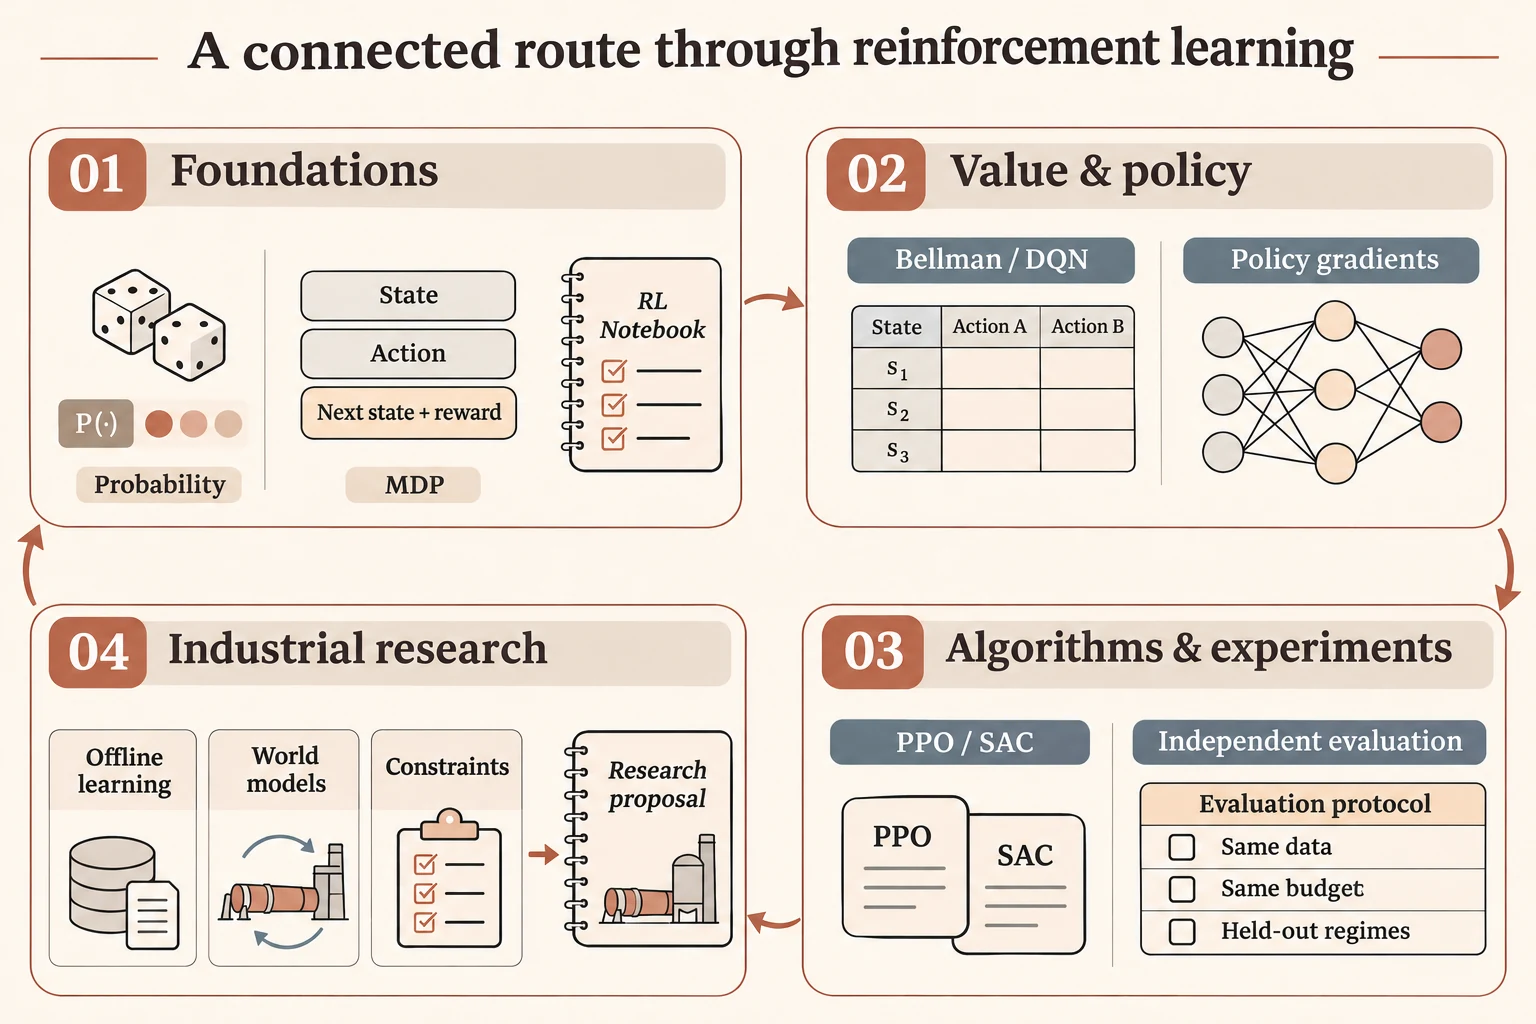 A connected route through reinforcement learning
01
Foundations
P(·)
Probability
State
Action
Next state + reward
MDP
RL
Notebook
02
Value & policy
Bellman / DQN
State Action A Action B
s₁
s₂
s₃
Policy gradients
03
Algorithms & experiments
PPO / SAC
PPO
SAC
Independent evaluation
Evaluation protocol
Same data
Same budget
Held-out regimes
04
Industrial research
Offline
learning
World
models
Constraints
Research
proposal